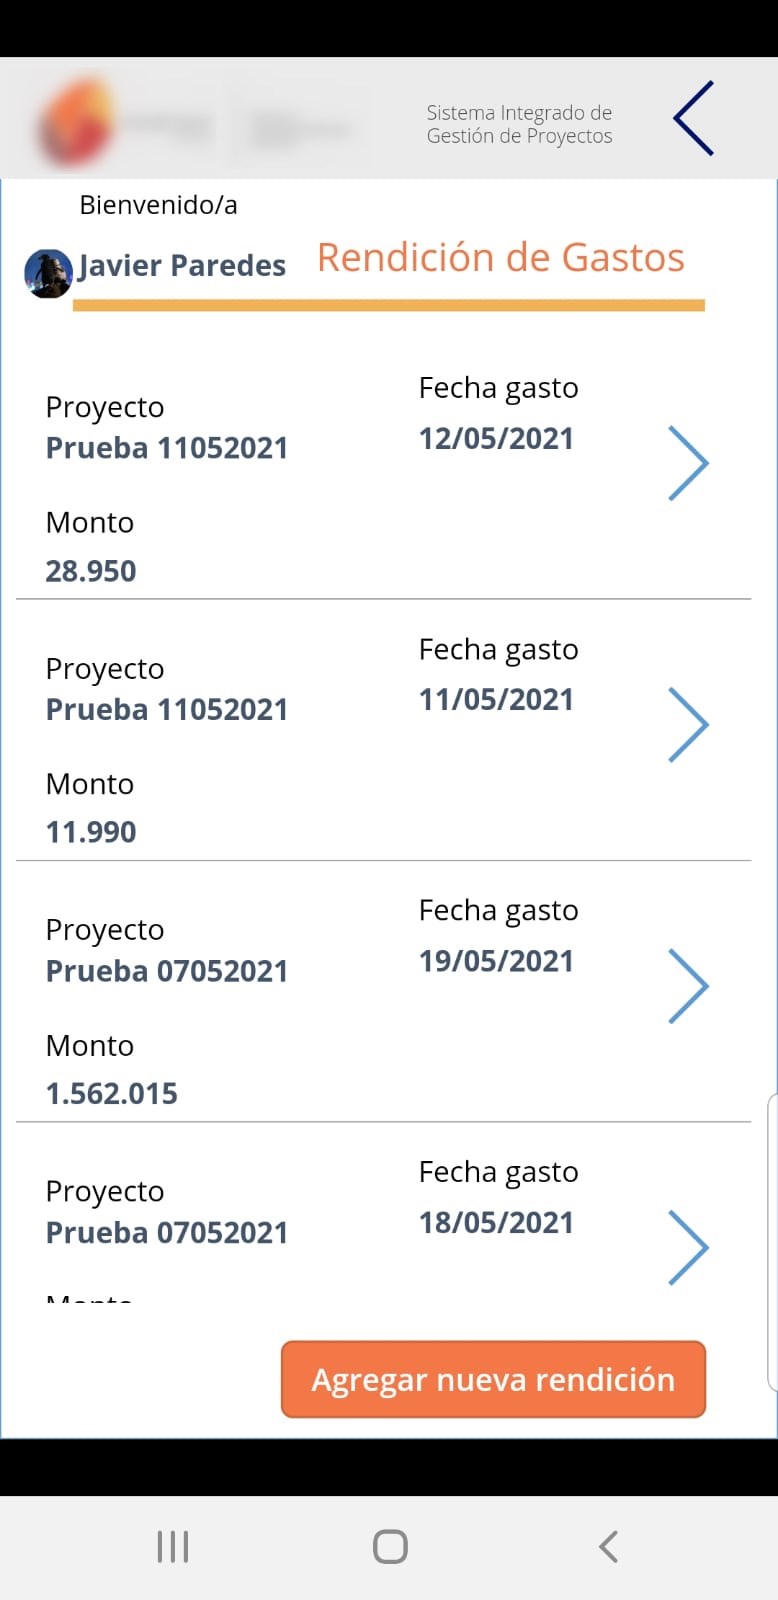 Sistema Integrado de
Gestión de Proyectos
Bienvenido/a
Javier Paredes
Rendición de Gastos
Proyecto
Prueba 11052021
Fecha gasto
12/05/2021
Monto
28.950
Proyecto
Prueba 11052021
Fecha gasto
11/05/2021
Monto
11.990
Proyecto
Prueba 07052021
Fecha gasto
19/05/2021
Monto
1.562.015
Proyecto
Prueba 07052021
Fecha gasto
18/05/2021
Monto
Agregar nueva rendición